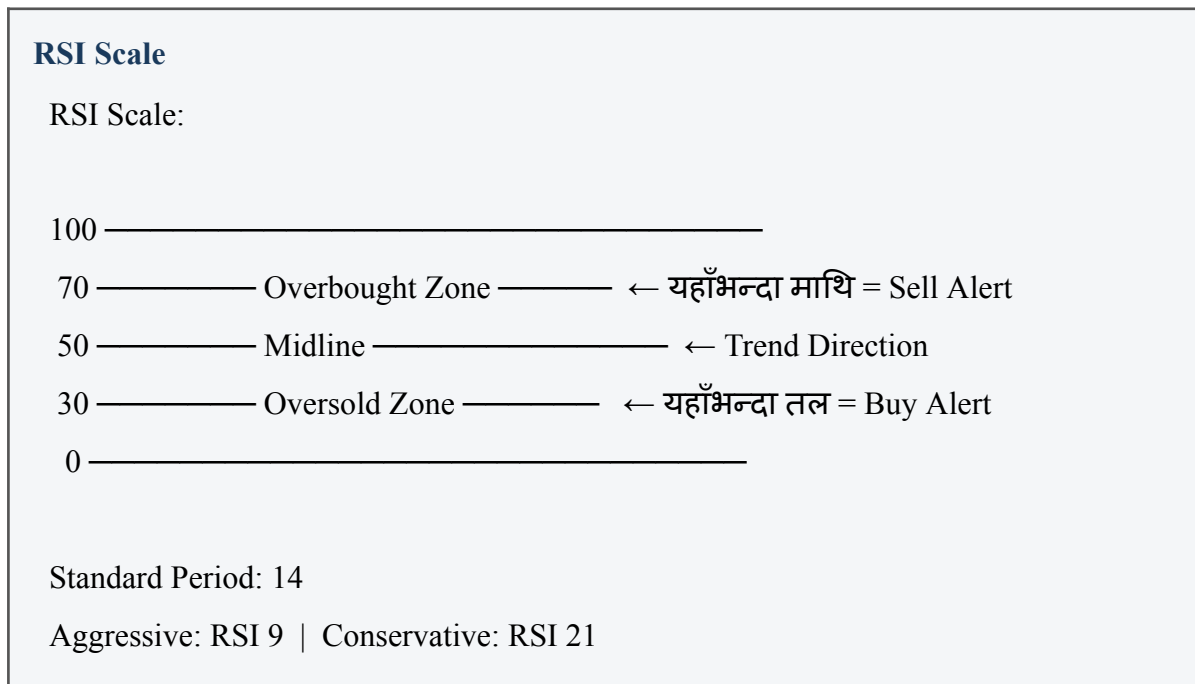 RSI Scale
RSI Scale:
100 ─────────────────────────────
70 ─────── Overbought Zone ───── ← यहाँभन्दा माथि = Sell Alert
50 ─────── Midline ───────────── ← Trend Direction
30 ─────── Oversold Zone ────── ← यहाँभन्दा तल = Buy Alert
0 ─────────────────────────────
Standard Period: 14
Aggressive: RSI 9 | Conservative: RSI 21